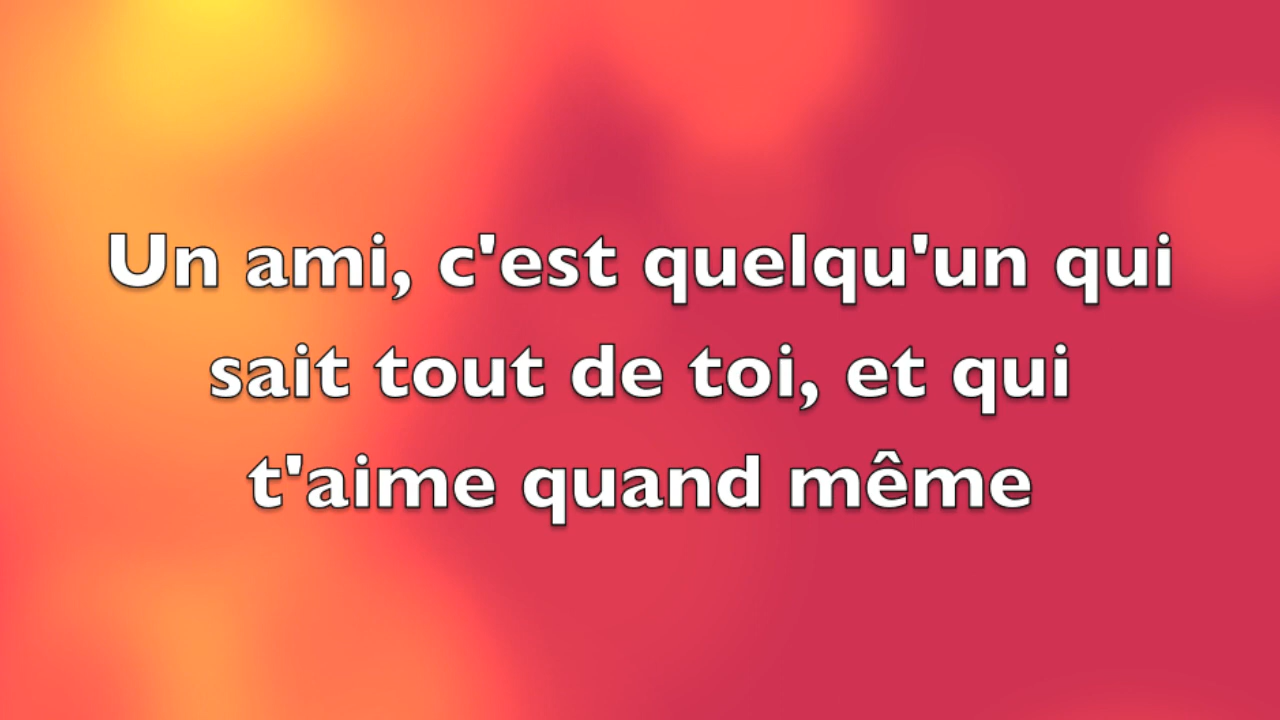 Un ami, c'est quelqu'un qui
sait tout de toi, et qui
t'aime quand même